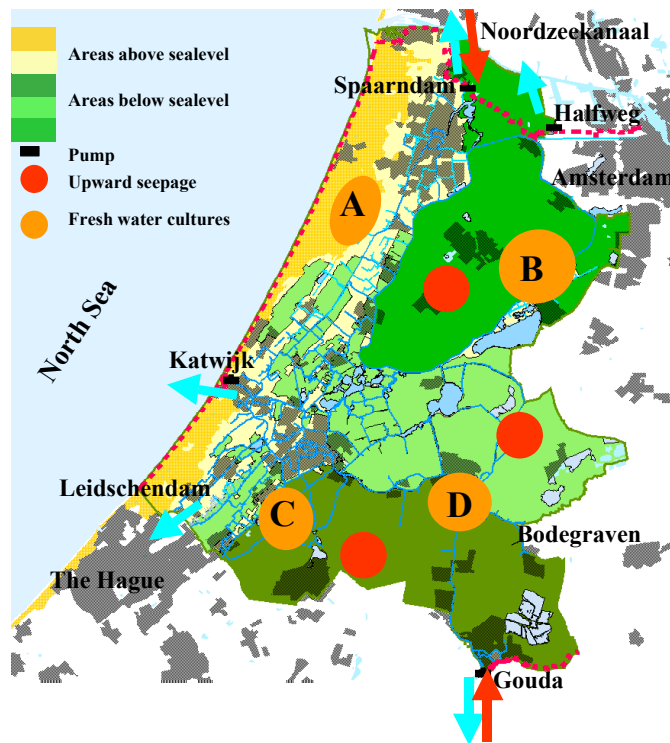 Noordzeekanaal
Areas above sealevel
Spaarndam
Areas below sealevel
Halfweg
Pump
Amsterdam
Upward seepage
A
Fresh water cultures
B
North Sea
Katwijk
Leidschendam
C
D
Bodegraven
The Hague
Gouda